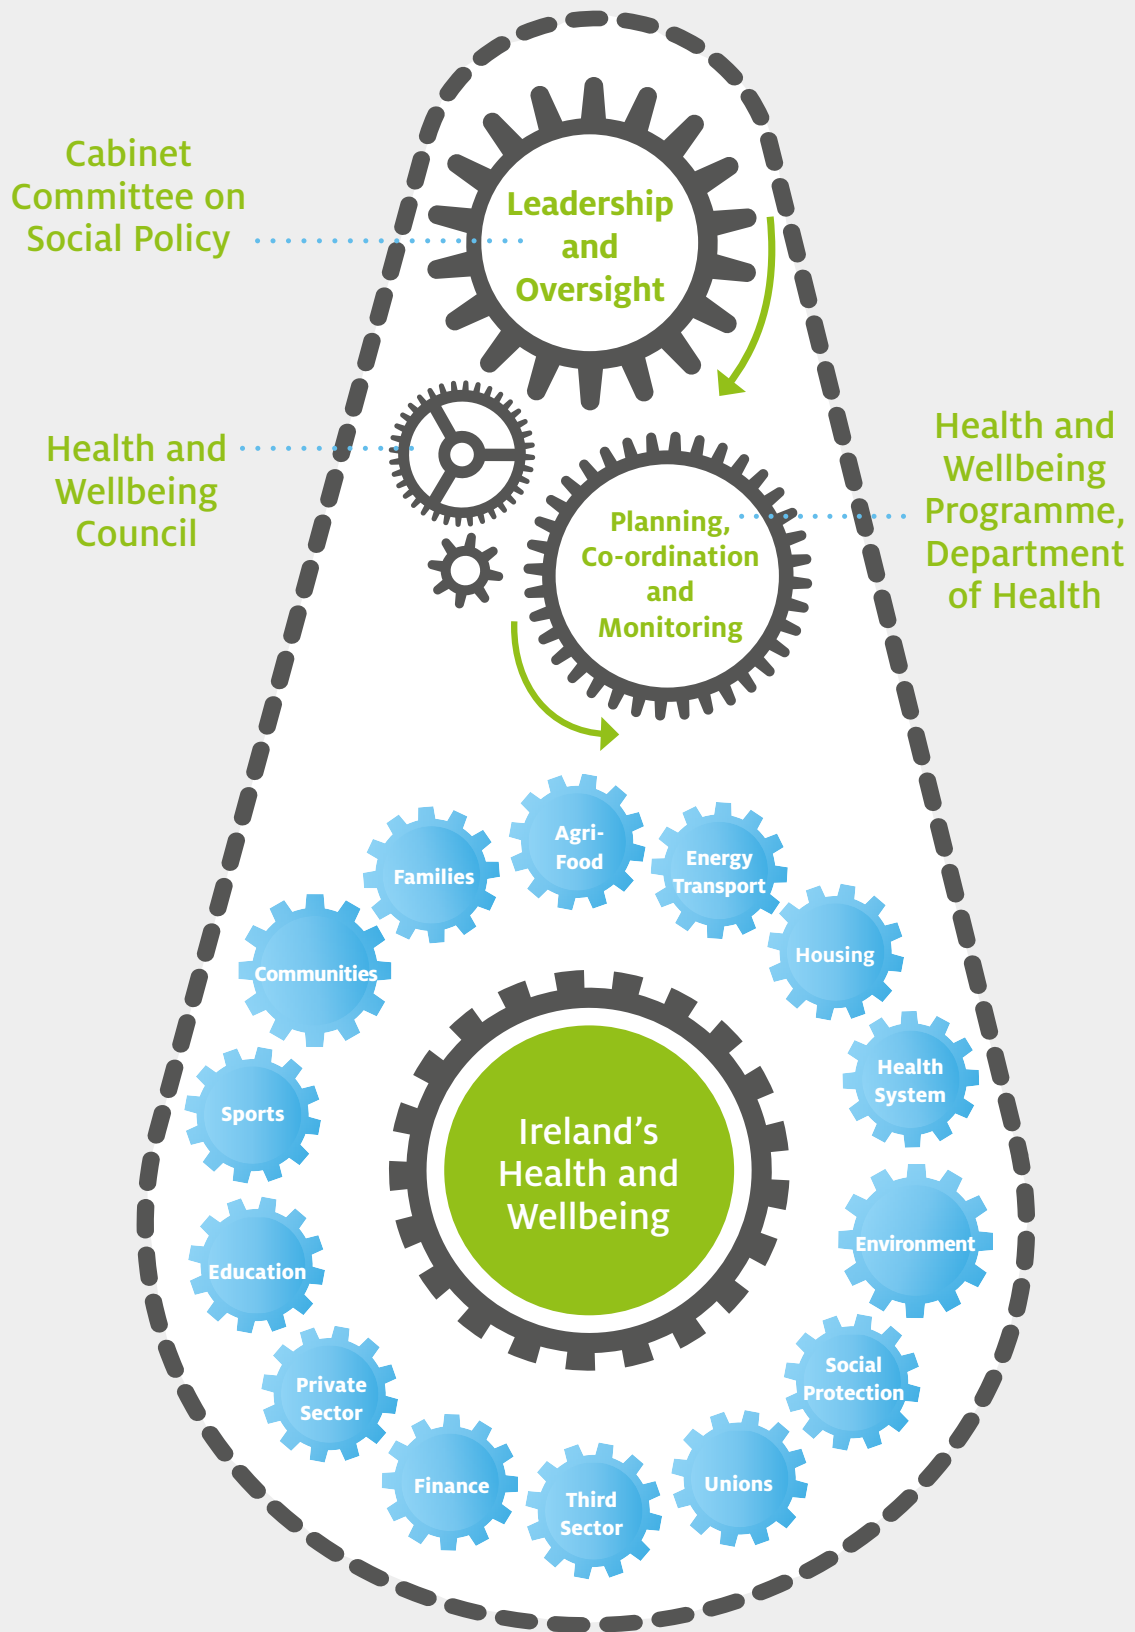 Cabinet
Committee on
Social Policy
Leadership
and
Oversight
Health and
Wellbeing
Council
Health and
Wellbeing
Programme,
Department
of Health
Planning,
Co-ordination
and
Monitoring
Agri-
Food
Families
Energy
Transport
Communities
Housing
Health
System
Sports
Ireland’s
Health and
Wellbeing
Environment
Education
Social
Protection
Private
Sector
Finance
Third
Sector
Unions